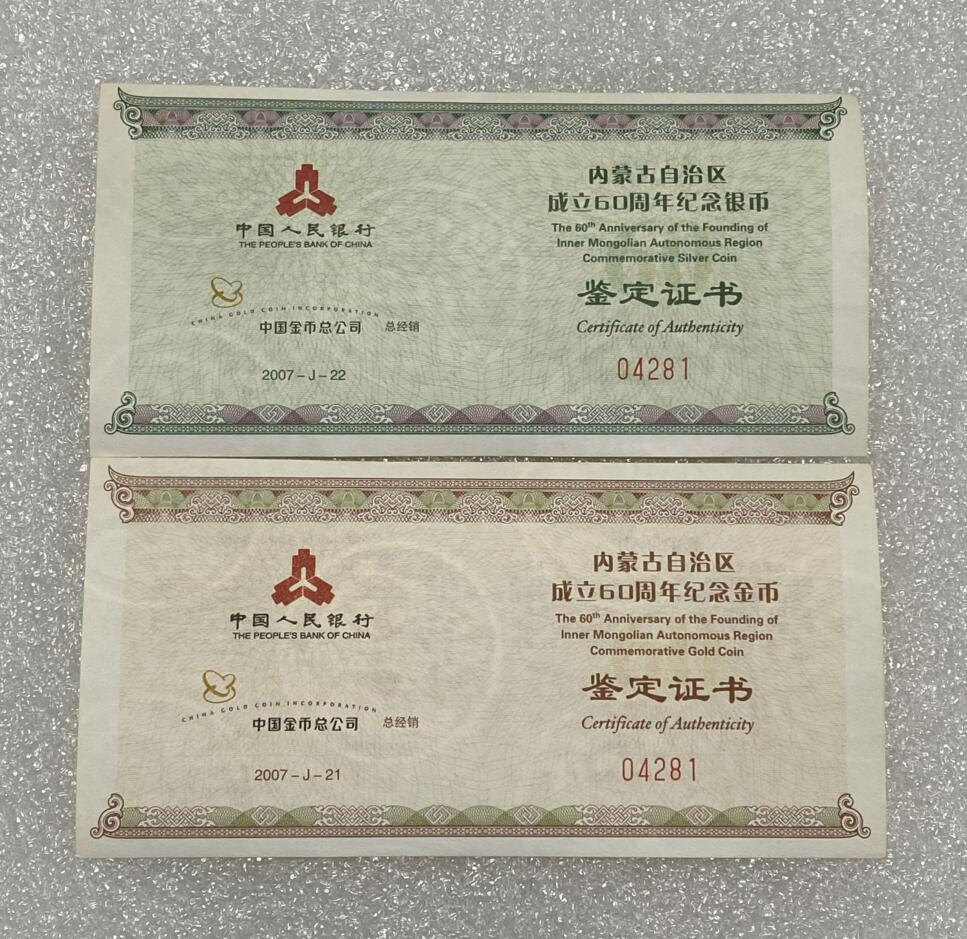 中国人民银行
THE PEOPLE'S BANK OF CHINA
CHINA GOLD COIN INCORPORATION
中国金币总公司 总经销
2007-J-22
内蒙古自治区
成立60周年纪念银币
The 60th Anniversary of the Founding of
Inner Mongolian Autonomous Region
Commemorative Silver Coin
鉴定证书
Certificate of Authenticity
04281
中国人民银行
THE PEOPLE'S BANK OF CHINA
CHINA GOLD COIN INCORPORATION
中国金币总公司 总经销
2007-J-21
内蒙古自治区
成立60周年纪念金币
The 60th Anniversary of the Founding of
Inner Mongolian Autonomous Region
Commemorative Gold Coin
鉴定证书
Certificate of Authenticity
04281